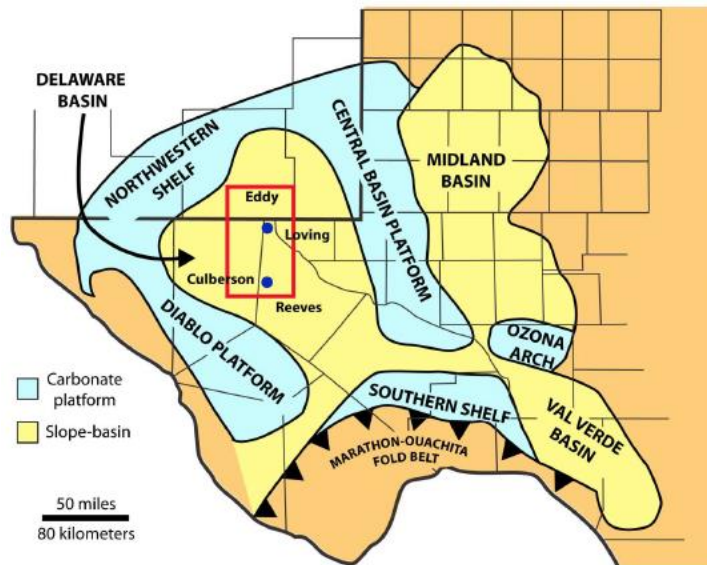 DELAWARE
BASIN
NORTHWESTERN
SHELF
CENTRAL BASIN PLATFORM
MIDLAND
BASIN
Eddy
Loving
Culberson
Reeves
DIABLO PLATFORM
OZONA
ARCH
Carbonate
platform
Slope-basin
SOUTHERN SHELF
VAL VERDE
BASIN
MARATHON-OUACHITA
FOLD BELT
50 miles
80 kilometers